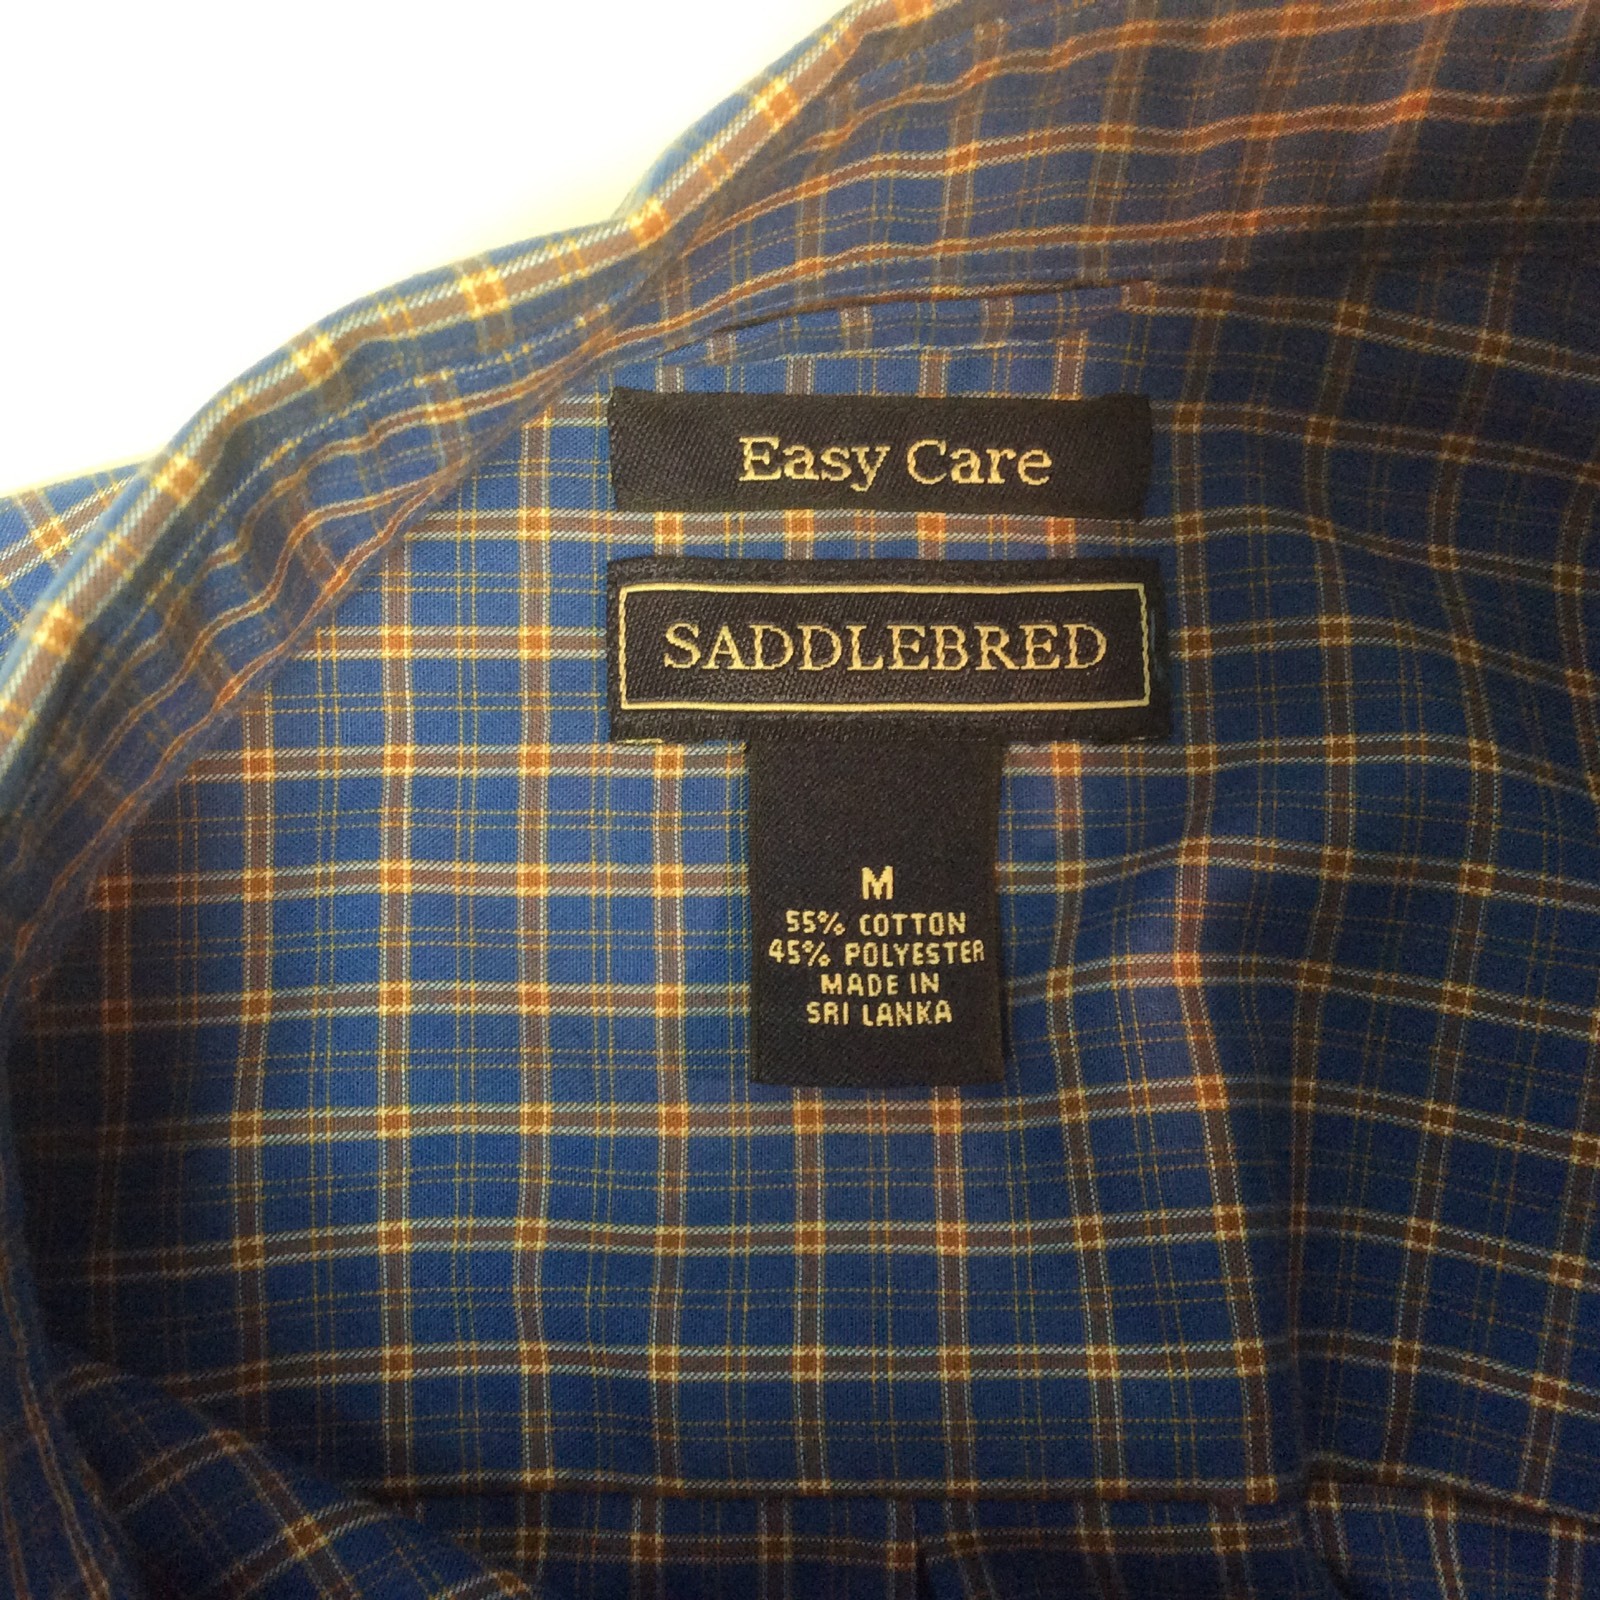 Easy Care
SADDLEBRED
M
55% COTTON
45% POLYESTER
MADE IN
SRI LANKA